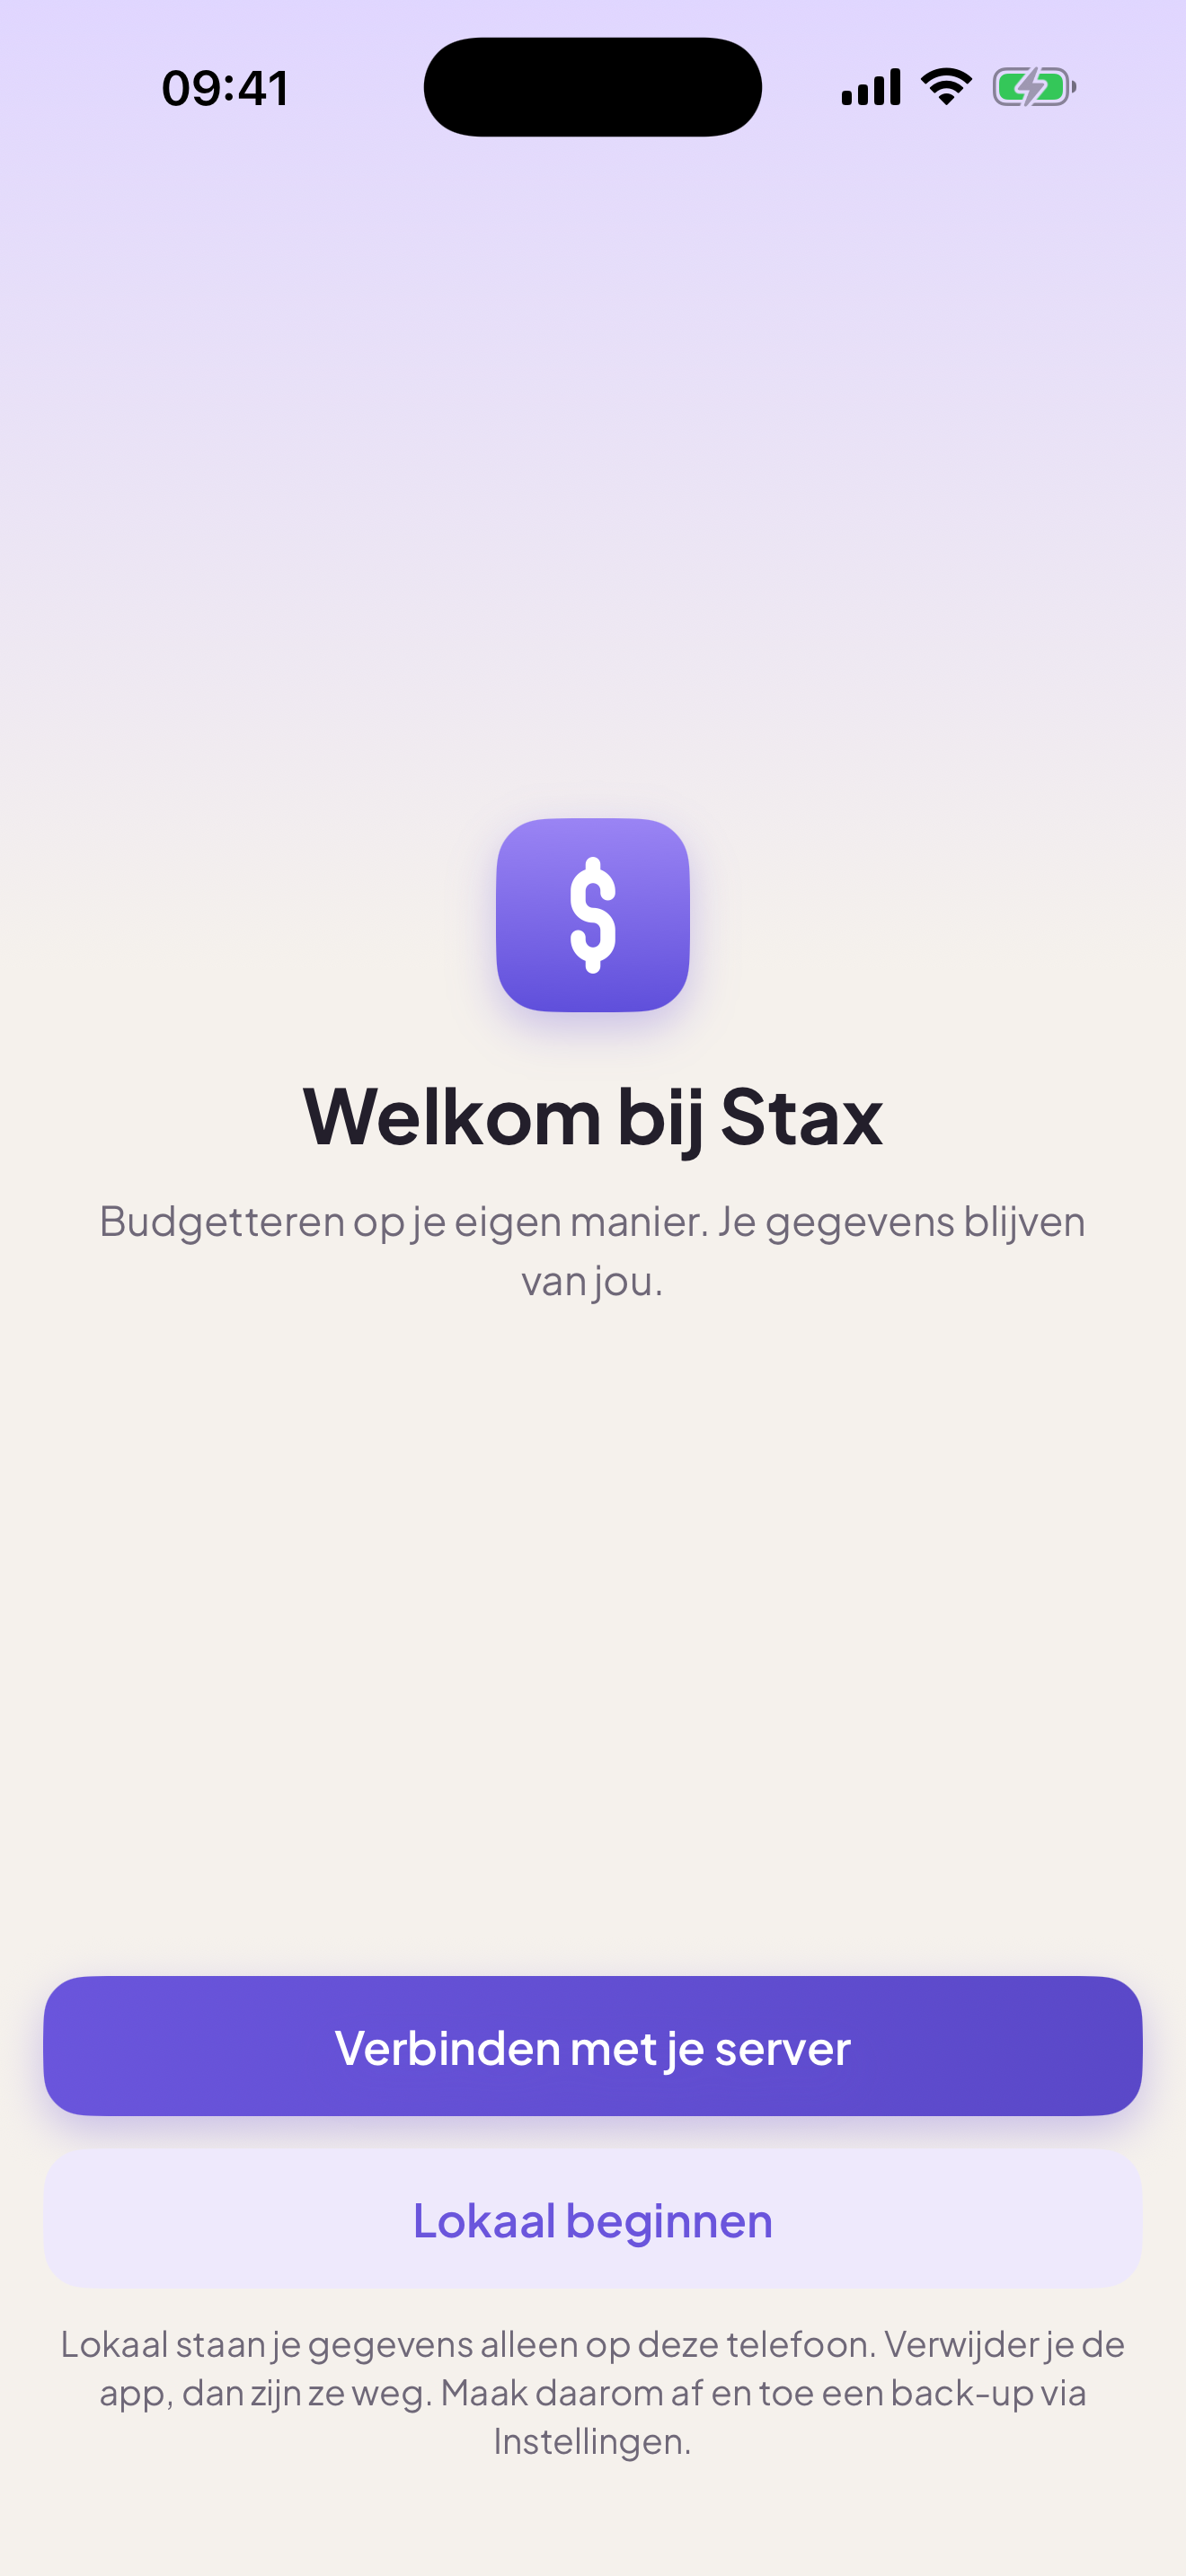 09:41
$
Welkom bij Stax
Budgetteren op je eigen manier. Je gegevens blijven
van jou.
Verbinden met je server
Lokaal beginnen
Lokaal staan je gegevens alleen op deze telefoon. Verwijder je de
app, dan zijn ze weg. Maak daarom af en toe een back-up via
Instellingen.